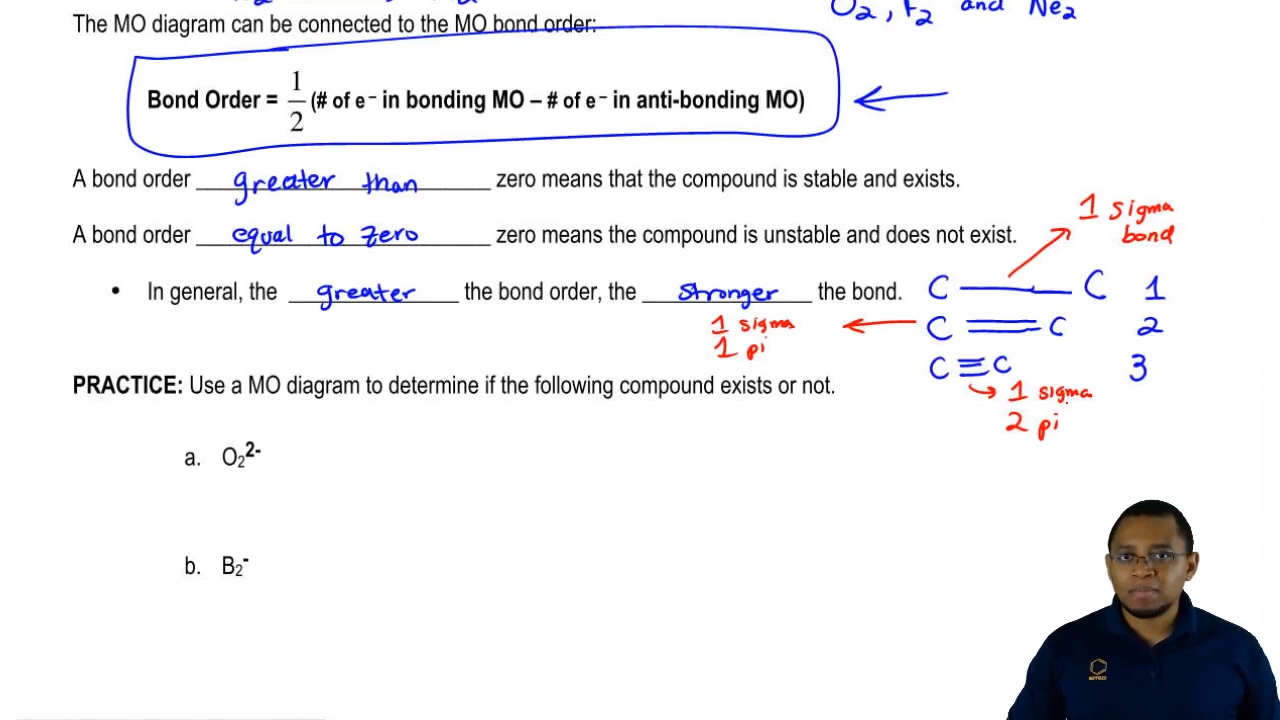 O₂, F₂ and Ne₂
The MO diagram can be connected to the MO bond order:
Bond Order = 1/2 (# of e⁻ in bonding MO – # of e⁻ in anti-bonding MO)
A bond order greater than zero means that the compound is stable and exists.
1 sigma bond
A bond order equal to zero zero means the compound is unstable and does not exist.
• In general, the greater the bond order, the stronger the bond.
C — C 1
1 sigma
1 pi
C = C 2
C ≡ C 3
1 sigma
2 pi
PRACTICE: Use a MO diagram to determine if the following compound exists or not.
a. O₂²⁻
b. B₂⁻